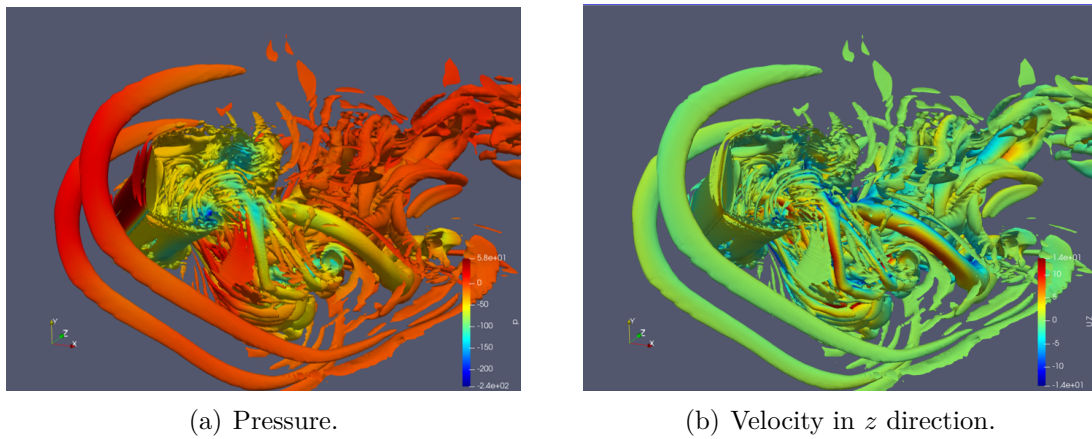 5.8e+01
0
-50
-100
-150
-200
-2.4e+02
p
Y
Z
X
1.4e+01
10
5
0
-5
-10
-1.4e+01
UZ
Y
Z
X
(a) Pressure.
(b) Velocity in z direction.